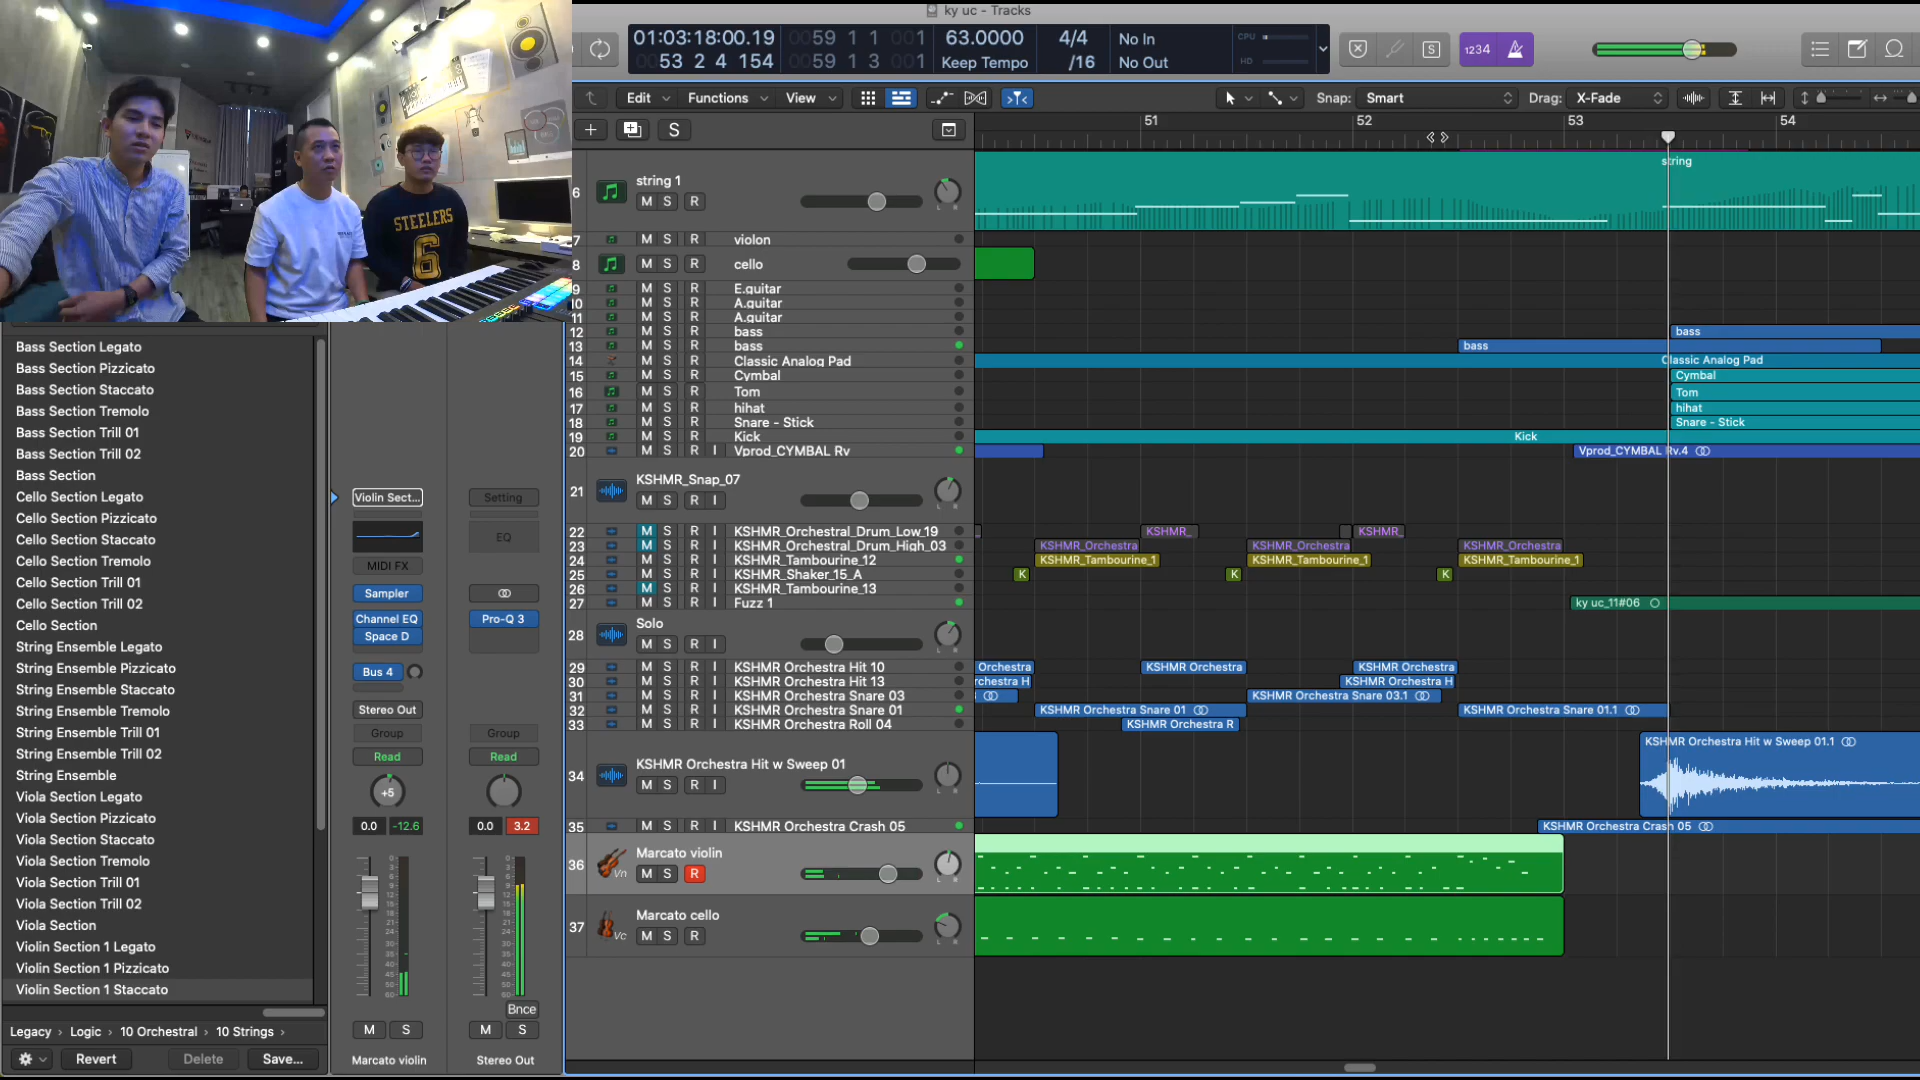 ky uc - Tracks
01:03:18:00.19
53 2 4 154
0059 1 1 001
0059 1 3 001
63.0000
Keep Tempo
4/4
/16
No In
No Out
CPU
HD
S
1234
Edit
Functions
View
Snap: Smart
Drag: X-Fade
S
51
52
53
54
STEELERS
6
6
string 1
M S R
string
7 M S R violon
8 M S R cello
9 M S R E.guitar
10 M S R A.guitar
11 M S R A.guitar
12 M S R bass
bass
13 M S R bass
bass
14 M S R Classic Analog Pad
Classic Analog Pad
15 M S R Cymbal
Cymbal
16 M S R Tom
Tom
17 M S R hihat
hihat
18 M S R Snare - Stick
Snare - Stick
19 M S R Kick
Kick
20 M S R I Vprod_CYMBAL Rv
Vprod_CYMBAL Rv.4
21
KSHMR_Snap_07
M S R I
22 M S R I KSHMR_Orchestral_Drum_Low_19
KSHMR_
KSHMR_
23 M S R I KSHMR_Orchestral_Drum_High_03
KSHMR_Orchestra
KSHMR_Orchestra
KSHMR_Orchestra
24 M S R I KSHMR_Tambourine_12
KSHMR_Tambourine_1
KSHMR_Tambourine_1
KSHMR_Tambourine_1
25 M S R I KSHMR_Shaker_15_A
K
K
K
26 M S R I KSHMR_Tambourine_13
27 M S R I Fuzz 1
ky uc_11#06
28
Solo
M S R I
29 M S R I KSHMR Orchestra Hit 10
Orchestra
KSHMR Orchestra
KSHMR Orchestra
30 M S R I KSHMR Orchestra Hit 13
rchestra H
KSHMR Orchestra H
31 M S R I KSHMR Orchestra Snare 03
KSHMR Orchestra Snare 03.1
32 M S R I KSHMR Orchestra Snare 01
KSHMR Orchestra Snare 01
KSHMR Orchestra Snare 01.1
33 M S R I KSHMR Orchestra Roll 04
KSHMR Orchestra R
34
KSHMR Orchestra Hit w Sweep 01
M S R I
KSHMR Orchestra Hit w Sweep 01.1
35 M S R I KSHMR Orchestra Crash 05
KSHMR Orchestra Crash 05
36
Marcato violin
M S R
Vn
37
Marcato cello
M S R
Vc
Bass Section Legato
Bass Section Pizzicato
Bass Section Staccato
Bass Section Tremolo
Bass Section Trill 01
Bass Section Trill 02
Bass Section
Cello Section Legato
Cello Section Pizzicato
Cello Section Staccato
Cello Section Tremolo
Cello Section Trill 01
Cello Section Trill 02
Cello Section
String Ensemble Legato
String Ensemble Pizzicato
String Ensemble Staccato
String Ensemble Tremolo
String Ensemble Trill 01
String Ensemble Trill 02
String Ensemble
Viola Section Legato
Viola Section Pizzicato
Viola Section Staccato
Viola Section Tremolo
Viola Section Trill 01
Viola Section Trill 02
Viola Section
Violin Section 1 Legato
Violin Section 1 Pizzicato
Violin Section 1 Staccato
Legacy › Logic › 10 Orchestral › 10 Strings ›
Revert
Delete
Save...
Violin Sect...
Setting
EQ
MIDI FX
Sampler
Channel EQ
Pro-Q 3
Space D
Bus 4
Stereo Out
Group
Group
Read
Read
+5
0.0
-12.6
0.0
3.2
Bnce
M S
M S
Marcato violin
Stereo Out